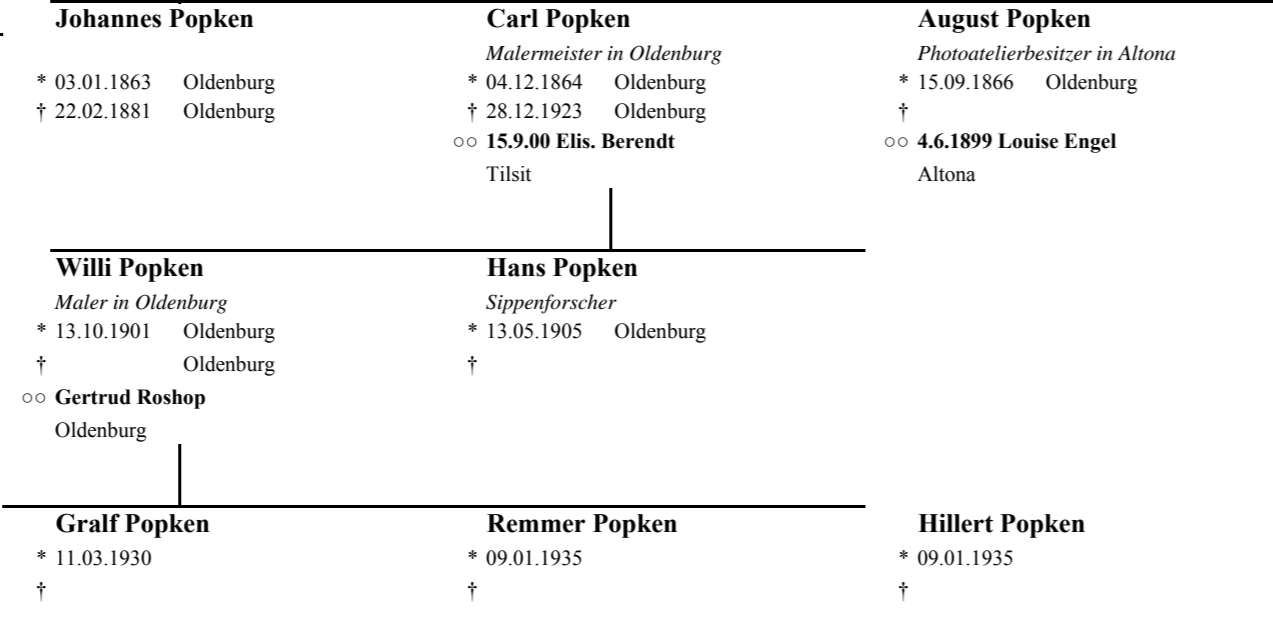 Johannes Popken Carl Popken August Popken
Malermeister in Oldenburg Photoatelierbesitzer in Altona
* 03.01.1863 Oldenburg * 04.12.1864 Oldenburg * 15.09.1866 Oldenburg
† 22.02.1881 Oldenburg † 28.12.1923 Oldenburg †
○○ 15.9.00 Elis. Berendt ○○ 4.6.1899 Louise Engel
Tilsit Altona
Willi Popken Hans Popken
Maler in Oldenburg Sippenforscher
* 13.10.1901 Oldenburg * 13.05.1905 Oldenburg
† Oldenburg †
○○ Gertrud Roshop
Oldenburg
Gralf Popken Remmer Popken Hillert Popken
* 11.03.1930 * 09.01.1935 * 09.01.1935
† † †